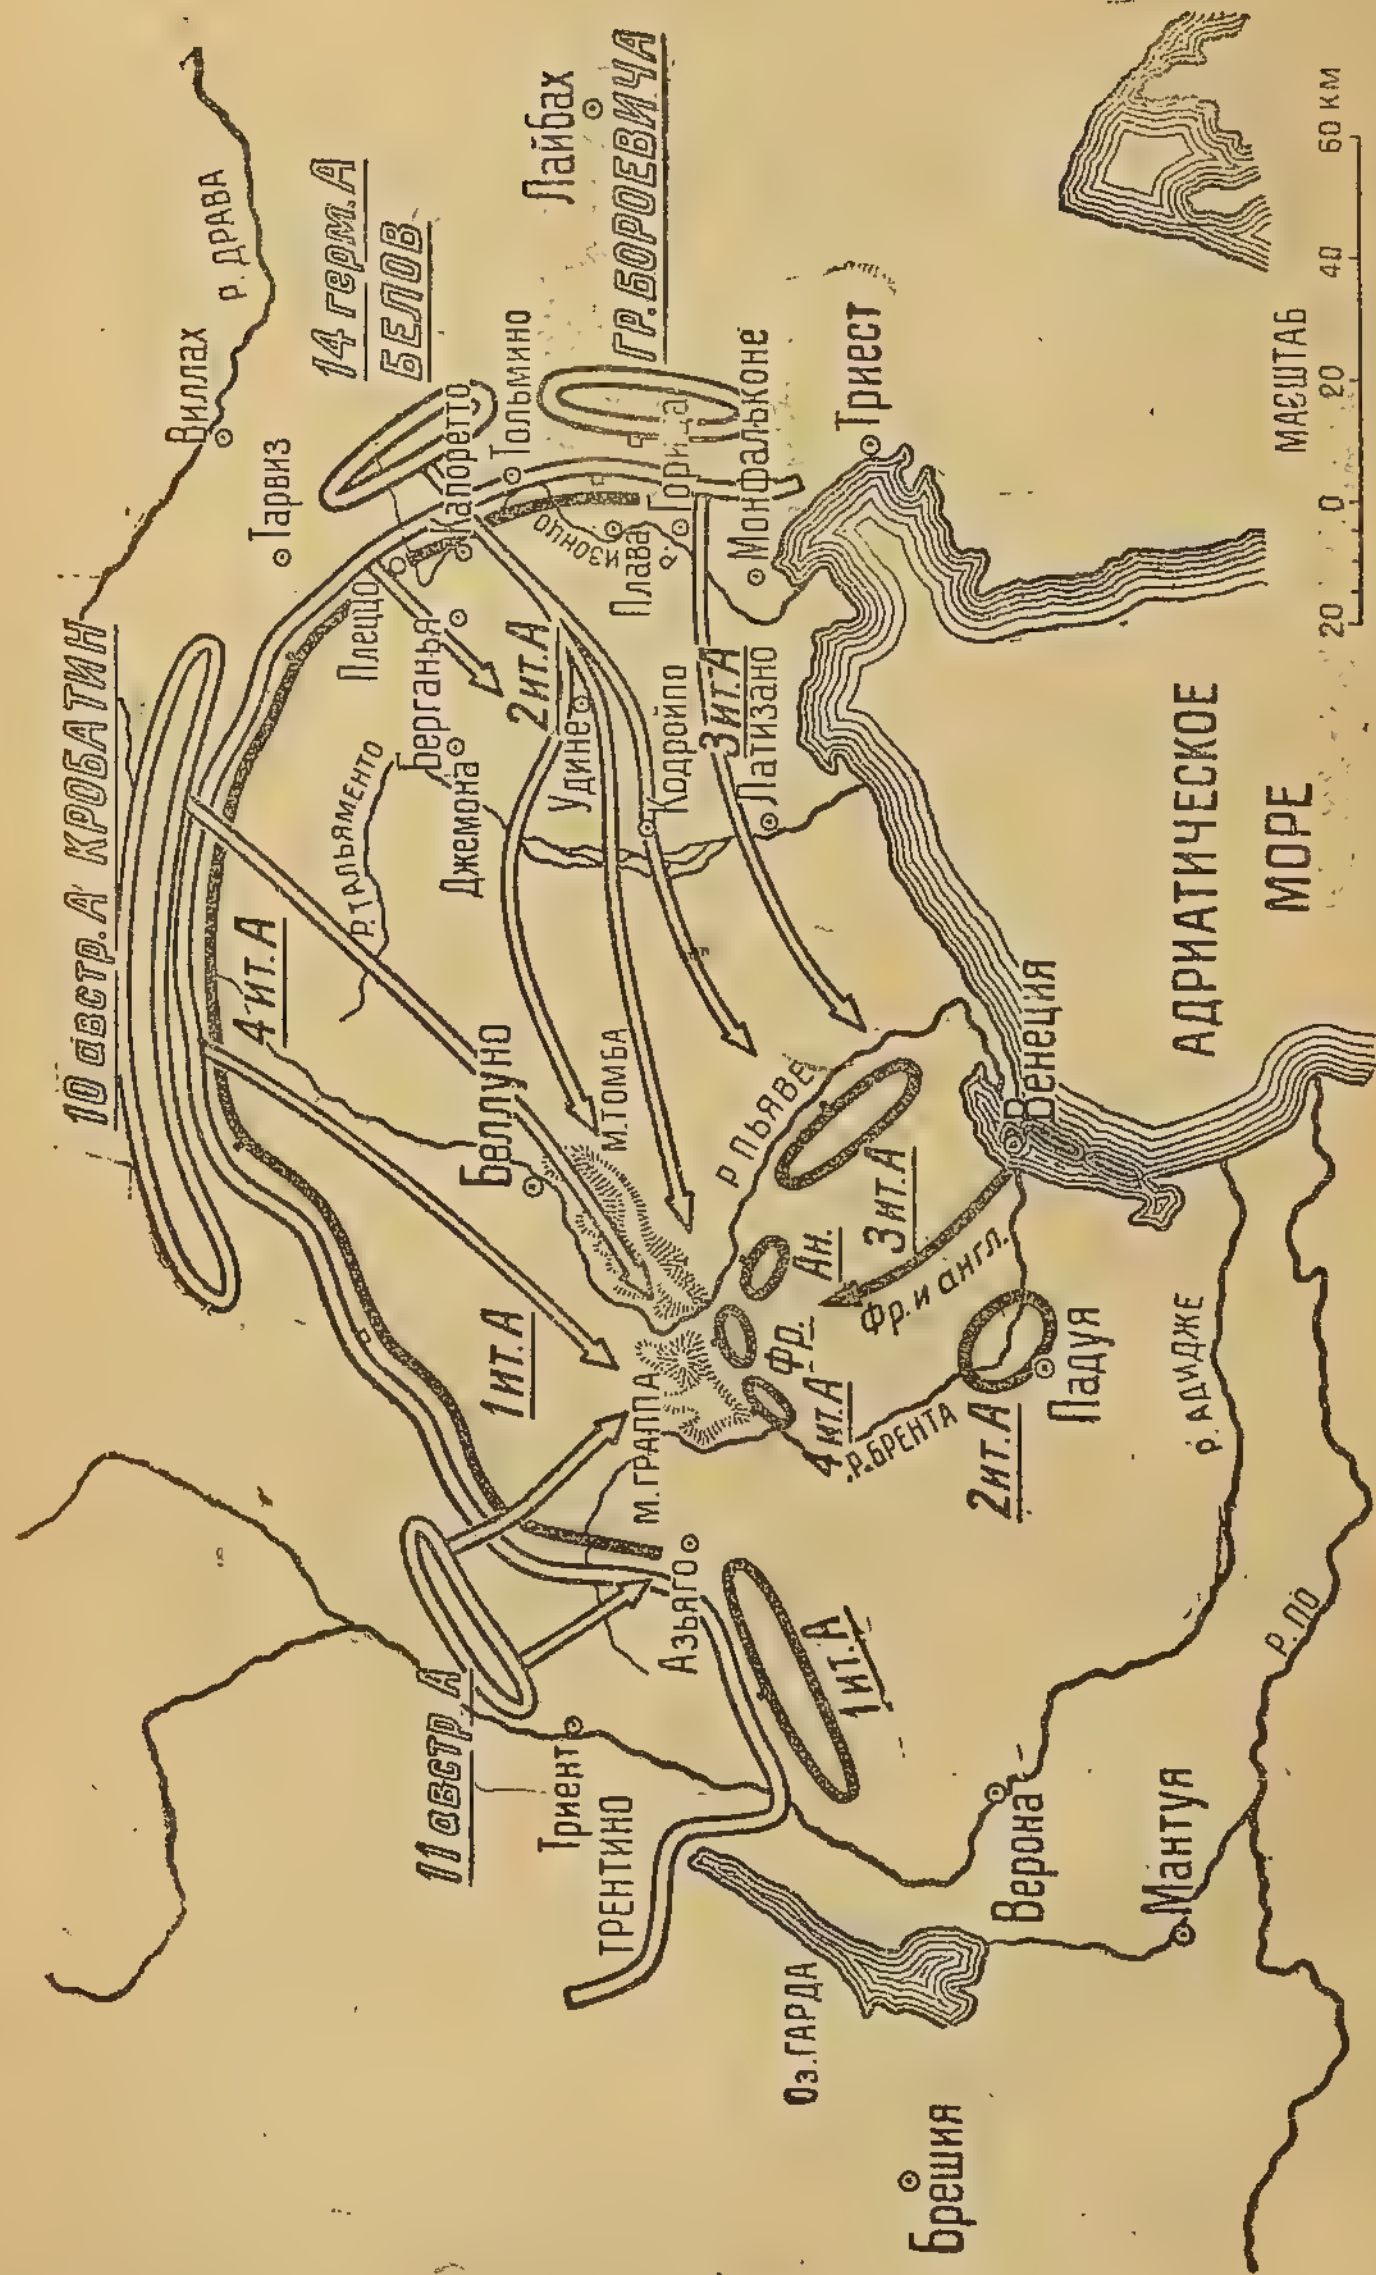 10 австр. А КРОБАТИН
Р. ДРАВА
Виллах
Тарвиз
14 герм. А
БЕЛОВ
Лайбах
ГР. БОРОЕВИЧА
Капоретто
Тольмино
Плеццо
Р. ИЗОНЦО
Плава
Горица
Монфальконе
Триест
Берганья
2 ИТ. А
Удине
Джемона
Р. ТАЛЬЯМЕНТО
Кодройпо
3 ИТ. А
Латизано
4 ИТ. А
Беллуно
М. ТОМБА
Р ПЬЯВЕ
3 ИТ. А
Ан.
Фр.
4 ИТ. А
Фр. и англ.
Венеция
АДРИАТИЧЕСКОЕ
МОРЕ
1 ИТ. А
М. ГРАППА
Р. БРЕНТА
2 ИТ. А
Падуя
Р. АДИДЖЕ
Р. ПО
11 австр А
Азьяго
1 ИТ. А
Триент
ТРЕНТИНО
Оз. ГАРДА
Верона
Мантуя
Брешия
МАСШТАБ
20 0 20 40 60 КМ